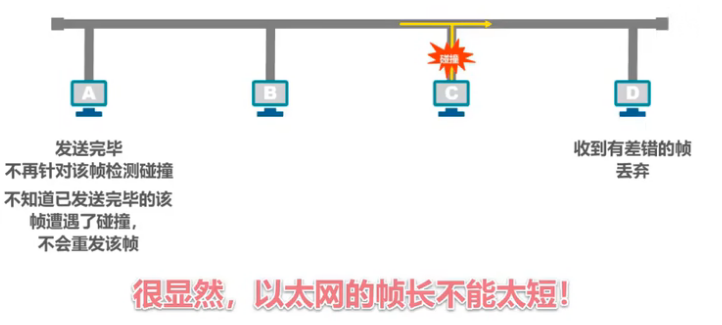 碰撞
A
B
C
D
发送完毕
不再针对该帧检测碰撞
不知道已发送完毕的该
帧遭遇了碰撞，
不会重发该帧
收到有差错的帧
丢弃
很显然，以太网的帧长不能太短！